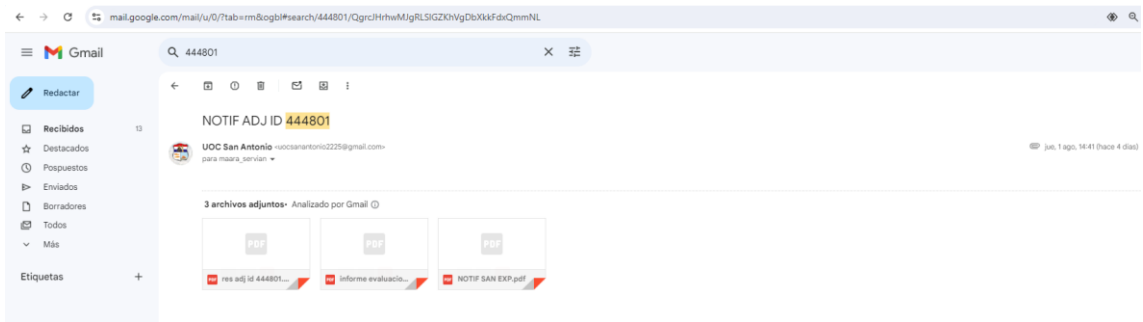 mail.google.com/mail/u/0/?tab=rm&ogbl#search/444801/QgrcJHrhwMJgRLSlGZKhVgDbXkkFdxQmmNL
Gmail
444801
Redactar
NOTIF ADJ ID 444801
Recibidos 13
UOC San Antonio <uocsanantonio2225@gmail.com>
jue, 1 ago, 14:41 (hace 4 días)
Destacados
para maara_servian
Pospuestos
Enviados
Borradores
3 archivos adjuntos• Analizado por Gmail
Todos
Más
PDF
PDF
PDF
Etiquetas
PDF res adj id 444801....
PDF informe evaluacio...
PDF NOTIF SAN EXP.pdf